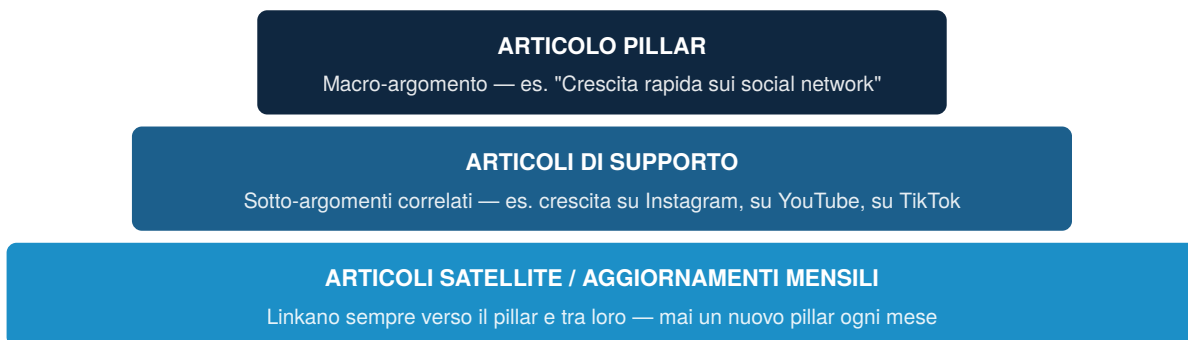 ARTICOLO PILLAR
Macro-argomento — es. "Crescita rapida sui social network"
ARTICOLI DI SUPPORTO
Sotto-argomenti correlati — es. crescita su Instagram, su YouTube, su TikTok
ARTICOLI SATELLITE / AGGIORNAMENTI MENSILI
Linkano sempre verso il pillar e tra loro — mai un nuovo pillar ogni mese